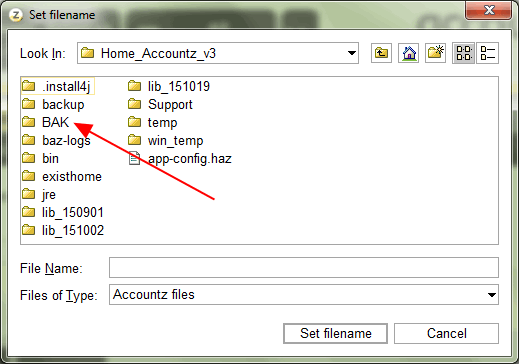 Set filename
Look In: Home_Accountz_v3
.install4j
backup
BAK
baz-logs
bin
existhome
jre
lib_150901
lib_151002
lib_151019
Support
temp
win_temp
app-config.haz
File Name:
Files of Type: Accountz files
Set filename Cancel